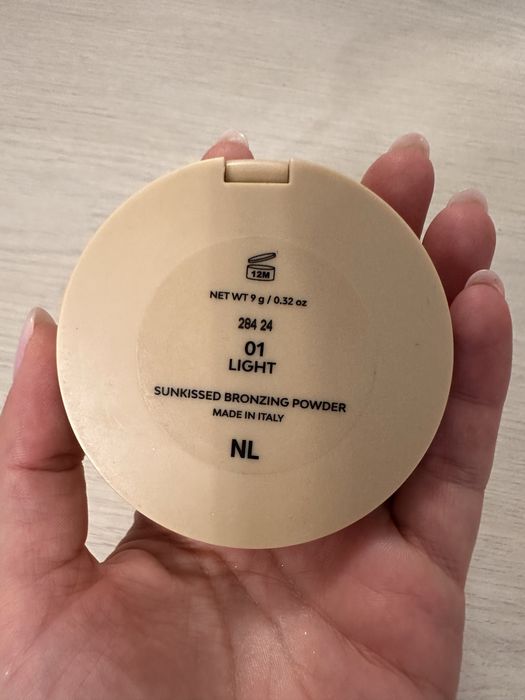 12M
NET WT 9 g / 0.32 oz
284 24
01
LIGHT
SUNKISSED BRONZING POWDER
MADE IN ITALY
NL